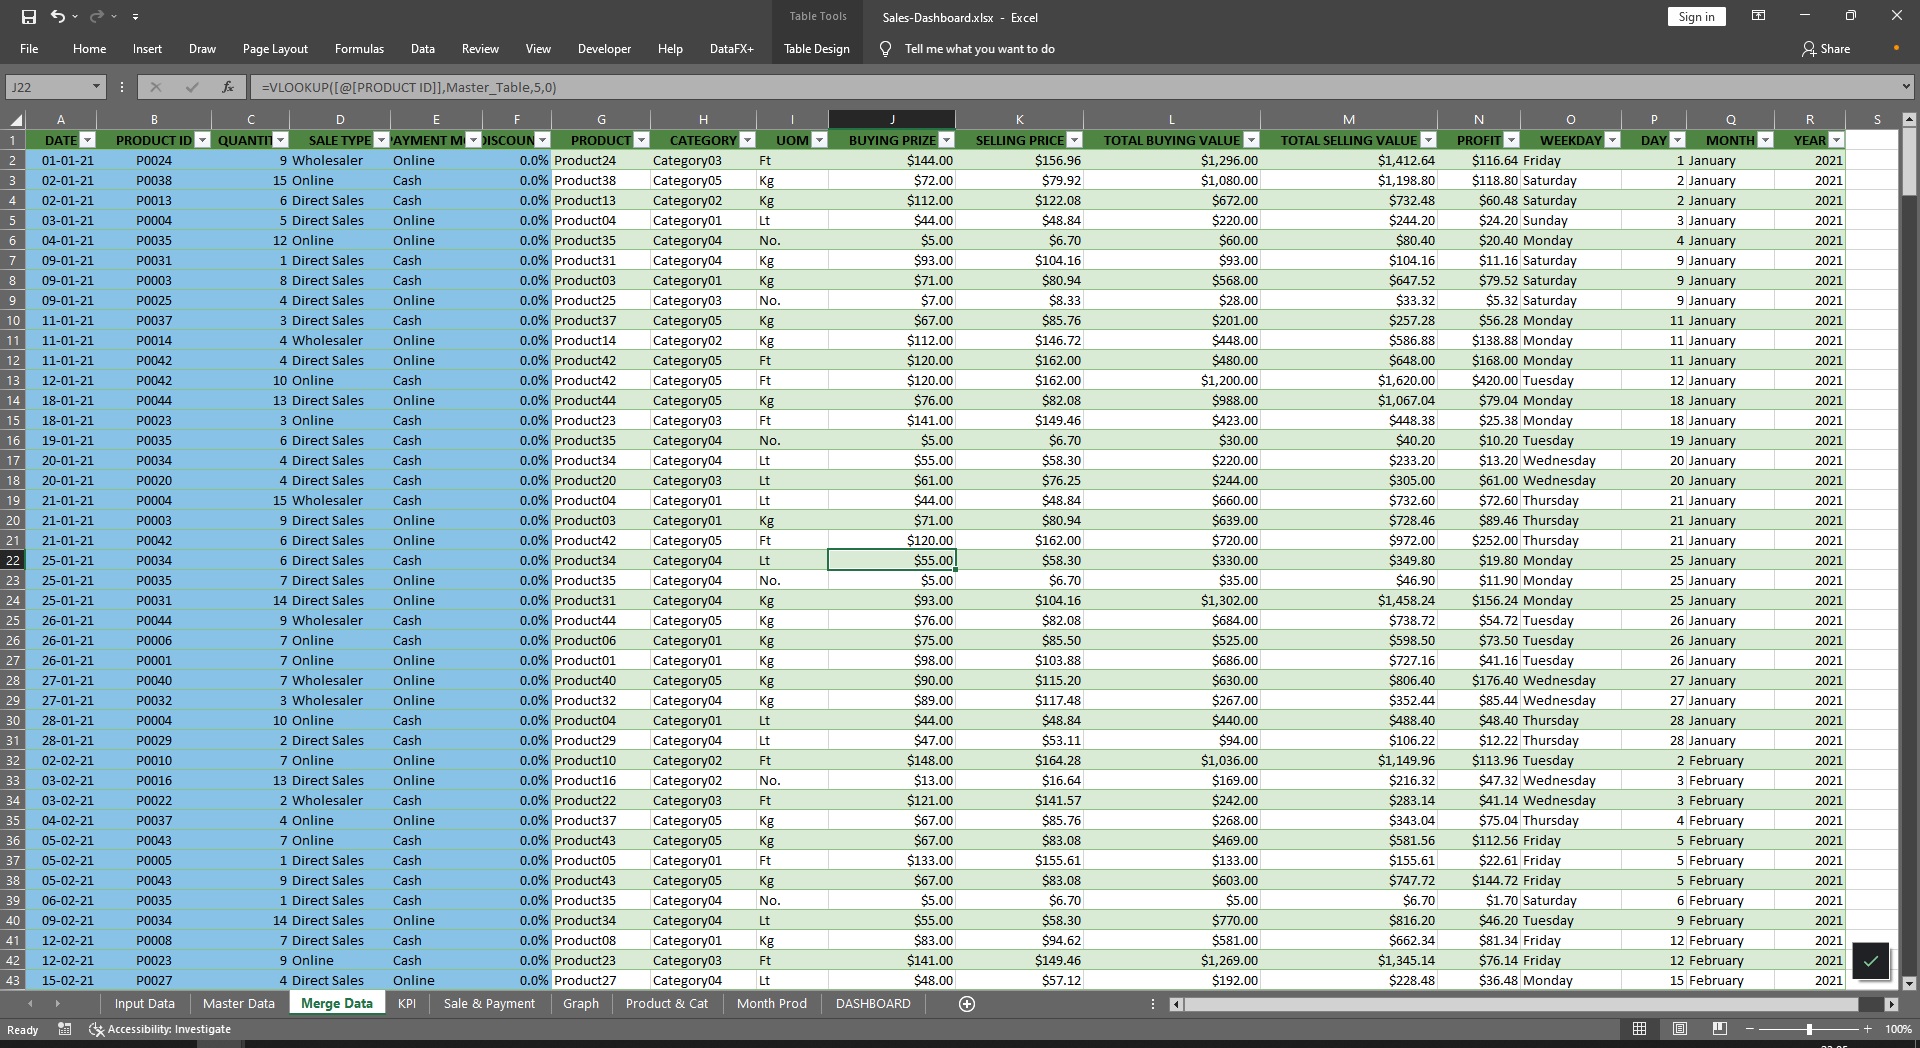 Table Tools
Sales-Dashboard.xlsx - Excel
Sign in
File Home Insert Draw Page Layout Formulas Data Review View Developer Help DataFX+ Table Design Tell me what you want to do Share
J22 fx =VLOOKUP([@[PRODUCT ID]],Master_Table,5,0)
A B C D E F G H I J K L M N O P Q R S
1 DATE PRODUCT ID QUANTIT SALE TYPE PAYMENT MO DISCOUN PRODUCT CATEGORY UOM BUYING PRIZE SELLING PRICE TOTAL BUYING VALUE TOTAL SELLING VALUE PROFIT WEEKDAY DAY MONTH YEAR
2 01-01-21 P0024 9 Wholesaler Online 0.0% Product24 Category03 Ft $144.00 $156.96 $1,296.00 $1,412.64 $116.64 Friday 1 January 2021
3 02-01-21 P0038 15 Online Cash 0.0% Product38 Category05 Kg $72.00 $79.92 $1,080.00 $1,198.80 $118.80 Saturday 2 January 2021
4 02-01-21 P0013 6 Direct Sales Cash 0.0% Product13 Category02 Kg $112.00 $122.08 $672.00 $732.48 $60.48 Saturday 2 January 2021
5 03-01-21 P0004 5 Direct Sales Online 0.0% Product04 Category01 Lt $44.00 $48.84 $220.00 $244.20 $24.20 Sunday 3 January 2021
6 04-01-21 P0035 12 Online Online 0.0% Product35 Category04 No. $5.00 $6.70 $60.00 $80.40 $20.40 Monday 4 January 2021
7 09-01-21 P0031 1 Direct Sales Cash 0.0% Product31 Category04 Kg $93.00 $104.16 $93.00 $104.16 $11.16 Saturday 9 January 2021
8 09-01-21 P0003 8 Direct Sales Cash 0.0% Product03 Category01 Kg $71.00 $80.94 $568.00 $647.52 $79.52 Saturday 9 January 2021
9 09-01-21 P0025 4 Direct Sales Online 0.0% Product25 Category03 No. $7.00 $8.33 $28.00 $33.32 $5.32 Saturday 9 January 2021
10 11-01-21 P0037 3 Direct Sales Cash 0.0% Product37 Category05 Kg $67.00 $85.76 $201.00 $257.28 $56.28 Monday 11 January 2021
11 11-01-21 P0014 4 Wholesaler Online 0.0% Product14 Category02 Kg $112.00 $146.72 $448.00 $586.88 $138.88 Monday 11 January 2021
12 11-01-21 P0042 4 Direct Sales Online 0.0% Product42 Category05 Ft $120.00 $162.00 $480.00 $648.00 $168.00 Monday 11 January 2021
13 12-01-21 P0042 10 Online Cash 0.0% Product42 Category05 Ft $120.00 $162.00 $1,200.00 $1,620.00 $420.00 Tuesday 12 January 2021
14 18-01-21 P0044 13 Direct Sales Online 0.0% Product44 Category05 Kg $76.00 $82.08 $988.00 $1,067.04 $79.04 Monday 18 January 2021
15 18-01-21 P0023 3 Online Cash 0.0% Product23 Category03 Ft $141.00 $149.46 $423.00 $448.38 $25.38 Monday 18 January 2021
16 19-01-21 P0035 6 Direct Sales Cash 0.0% Product35 Category04 No. $5.00 $6.70 $30.00 $40.20 $10.20 Tuesday 19 January 2021
17 20-01-21 P0034 4 Direct Sales Cash 0.0% Product34 Category04 Lt $55.00 $58.30 $220.00 $233.20 $13.20 Wednesday 20 January 2021
18 20-01-21 P0020 4 Direct Sales Cash 0.0% Product20 Category03 Lt $61.00 $76.25 $244.00 $305.00 $61.00 Wednesday 20 January 2021
19 21-01-21 P0004 15 Wholesaler Cash 0.0% Product04 Category01 Lt $44.00 $48.84 $660.00 $732.60 $72.60 Thursday 21 January 2021
20 21-01-21 P0003 9 Direct Sales Online 0.0% Product03 Category01 Kg $71.00 $80.94 $639.00 $728.46 $89.46 Thursday 21 January 2021
21 21-01-21 P0042 6 Direct Sales Online 0.0% Product42 Category05 Ft $120.00 $162.00 $720.00 $972.00 $252.00 Thursday 21 January 2021
22 25-01-21 P0034 6 Direct Sales Cash 0.0% Product34 Category04 Lt $55.00 $58.30 $330.00 $349.80 $19.80 Monday 25 January 2021
23 25-01-21 P0035 7 Direct Sales Online 0.0% Product35 Category04 No. $5.00 $6.70 $35.00 $46.90 $11.90 Monday 25 January 2021
24 25-01-21 P0031 14 Direct Sales Online 0.0% Product31 Category04 Kg $93.00 $104.16 $1,302.00 $1,458.24 $156.24 Monday 25 January 2021
25 26-01-21 P0044 9 Wholesaler Cash 0.0% Product44 Category05 Kg $76.00 $82.08 $684.00 $738.72 $54.72 Tuesday 26 January 2021
26 26-01-21 P0006 7 Online Cash 0.0% Product06 Category01 Kg $75.00 $85.50 $525.00 $598.50 $73.50 Tuesday 26 January 2021
27 26-01-21 P0001 7 Online Online 0.0% Product01 Category01 Kg $98.00 $103.88 $686.00 $727.16 $41.16 Tuesday 26 January 2021
28 27-01-21 P0040 7 Wholesaler Online 0.0% Product40 Category05 Kg $90.00 $115.20 $630.00 $806.40 $176.40 Wednesday 27 January 2021
29 27-01-21 P0032 3 Wholesaler Cash 0.0% Product32 Category04 Kg $89.00 $117.48 $267.00 $352.44 $85.44 Wednesday 27 January 2021
30 28-01-21 P0004 10 Online Cash 0.0% Product04 Category01 Lt $44.00 $48.84 $440.00 $488.40 $48.40 Thursday 28 January 2021
31 28-01-21 P0029 2 Direct Sales Cash 0.0% Product29 Category04 Lt $47.00 $53.11 $94.00 $106.22 $12.22 Thursday 28 January 2021
32 02-02-21 P0010 7 Online Online 0.0% Product10 Category02 Ft $148.00 $164.28 $1,036.00 $1,149.96 $113.96 Tuesday 2 February 2021
33 03-02-21 P0016 13 Direct Sales Online 0.0% Product16 Category02 No. $13.00 $16.64 $169.00 $216.32 $47.32 Wednesday 3 February 2021
34 03-02-21 P0022 2 Wholesaler Cash 0.0% Product22 Category03 Ft $121.00 $141.57 $242.00 $283.14 $41.14 Wednesday 3 February 2021
35 04-02-21 P0037 4 Online Online 0.0% Product37 Category05 Kg $67.00 $85.76 $268.00 $343.04 $75.04 Thursday 4 February 2021
36 05-02-21 P0043 7 Online Cash 0.0% Product43 Category05 Kg $67.00 $83.08 $469.00 $581.56 $112.56 Friday 5 February 2021
37 05-02-21 P0005 1 Direct Sales Cash 0.0% Product05 Category01 Ft $133.00 $155.61 $133.00 $155.61 $22.61 Friday 5 February 2021
38 05-02-21 P0043 9 Direct Sales Cash 0.0% Product43 Category05 Kg $67.00 $83.08 $603.00 $747.72 $144.72 Friday 5 February 2021
39 06-02-21 P0035 1 Direct Sales Cash 0.0% Product35 Category04 No. $5.00 $6.70 $5.00 $6.70 $1.70 Saturday 6 February 2021
40 09-02-21 P0034 14 Direct Sales Online 0.0% Product34 Category04 Lt $55.00 $58.30 $770.00 $816.20 $46.20 Tuesday 9 February 2021
41 12-02-21 P0008 7 Direct Sales Cash 0.0% Product08 Category01 Kg $83.00 $94.62 $581.00 $662.34 $81.34 Friday 12 February 2021
42 12-02-21 P0023 9 Online Cash 0.0% Product23 Category03 Ft $141.00 $149.46 $1,269.00 $1,345.14 $76.14 Friday 12 February 2021
43 15-02-21 P0027 4 Direct Sales Online 0.0% Product27 Category04 Lt $48.00 $57.12 $192.00 $228.48 $36.48 Monday 15 February 2021
Input Data Master Data Merge Data KPI Sale & Payment Graph Product & Cat Month Prod DASHBOARD
Ready Accessibility: Investigate 100%